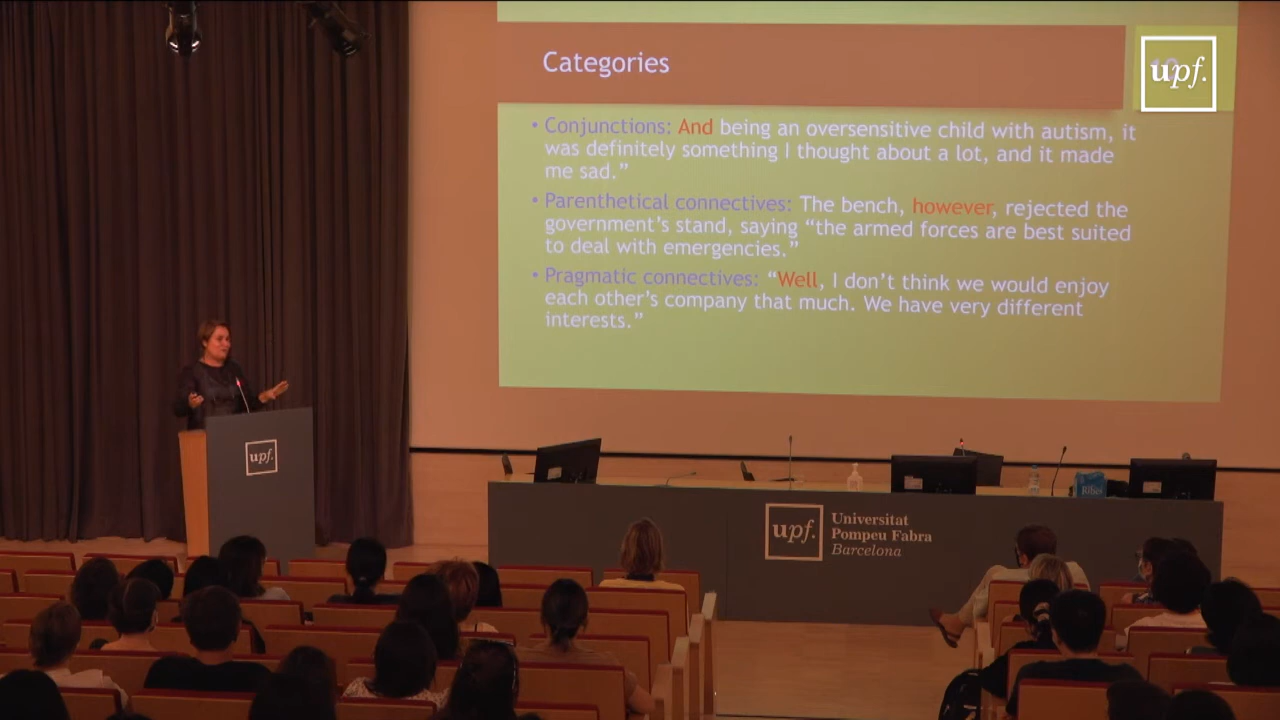 Categories
upf.
• Conjunctions: And being an oversensitive child with autism, it
was definitely something I thought about a lot, and it made
me sad.”
• Parenthetical connectives: The bench, however, rejected the
government’s stand, saying “the armed forces are best suited
to deal with emergencies.”
• Pragmatic connectives: “Well, I don’t think we would enjoy
each other’s company that much. We have very different
interests.”
upf.
upf.
Universitat
Pompeu Fabra
Barcelona